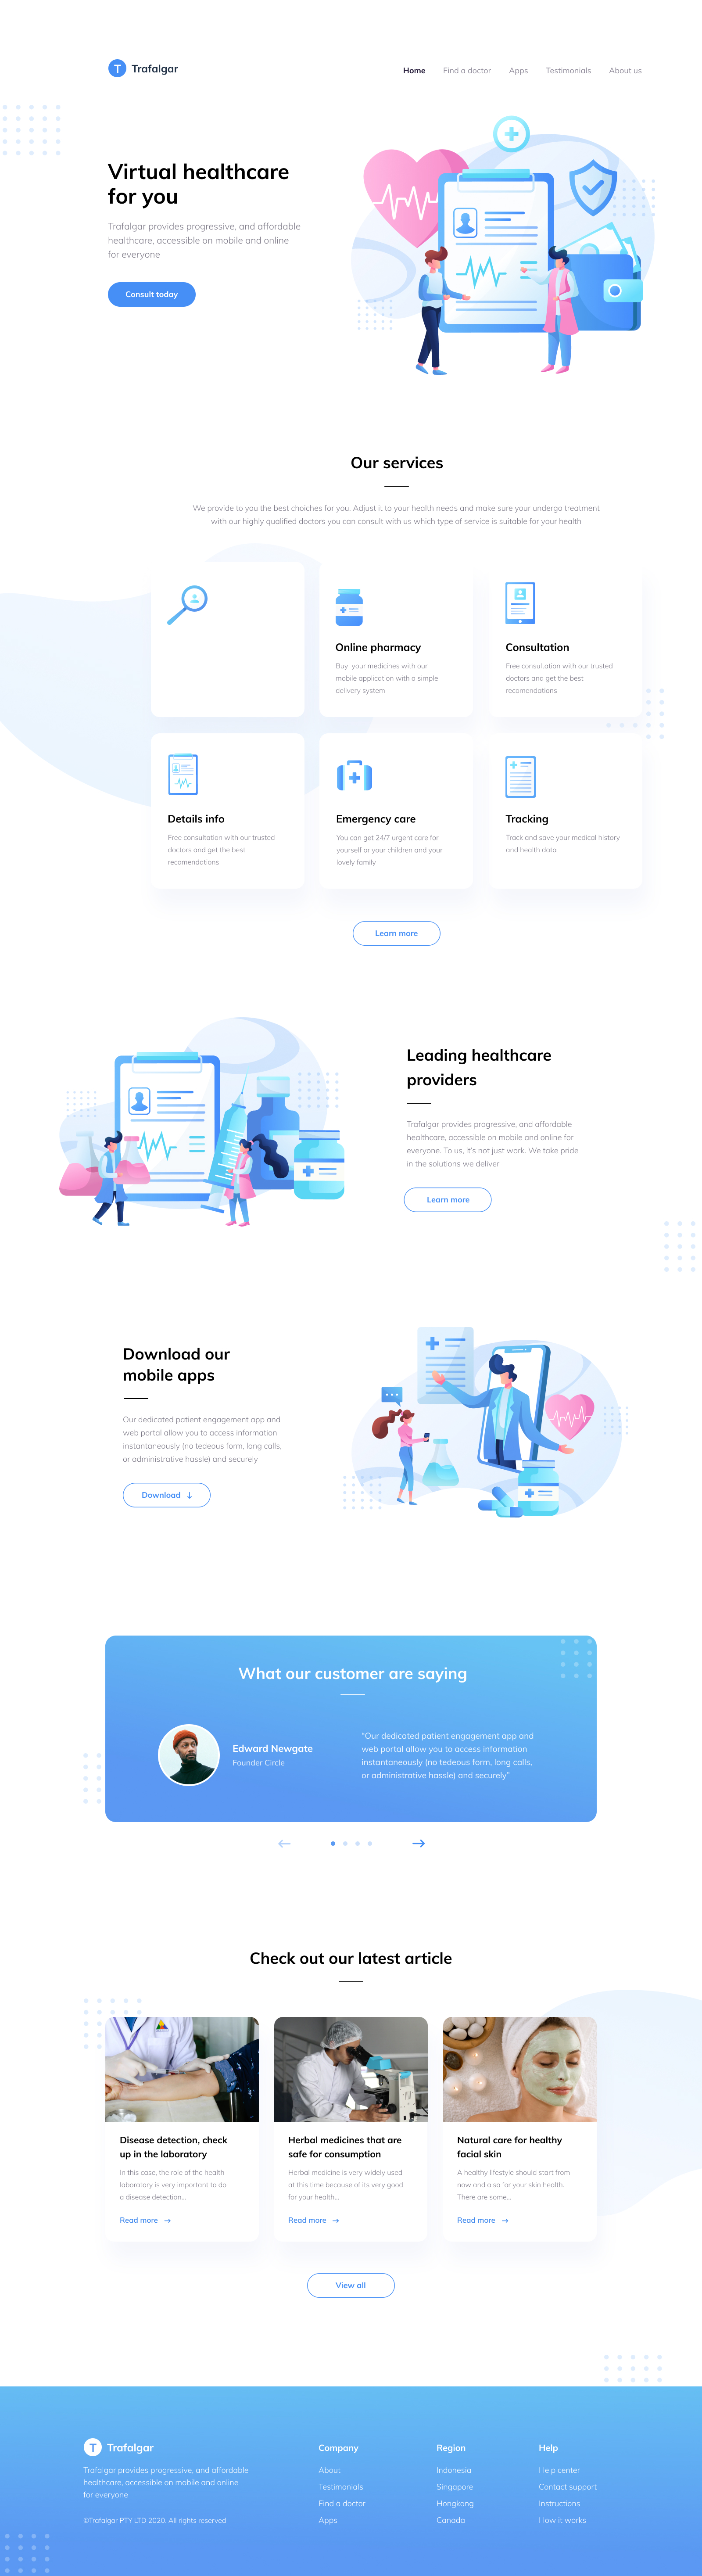 T Trafalgar
Home Find a doctor Apps Testimonials About us
Virtual healthcare
for you
Trafalgar provides progressive, and affordable
healthcare, accessible on mobile and online
for everyone
Consult today
Our services
We provide to you the best choiches for you. Adjust it to your health needs and make sure your undergo treatment
with our highly qualified doctors you can consult with us which type of service is suitable for your health
Online pharmacy
Buy your medicines with our
mobile application with a simple
delivery system
Consultation
Free consultation with our trusted
doctors and get the best
recomendations
Details info
Free consultation with our trusted
doctors and get the best
recomendations
Emergency care
You can get 24/7 urgent care for
yourself or your children and your
lovely family
Tracking
Track and save your medical history
and health data
Learn more
Leading healthcare
providers
Trafalgar provides progressive, and affordable
healthcare, accessible on mobile and online for
everyone. To us, it's not just work. We take pride
in the solutions we deliver
Learn more
Download our
mobile apps
Our dedicated patient engagement app and
web portal allow you to access information
instantaneously (no tedeous form, long calls,
or administrative hassle) and securely
Download ↓
What our customer are saying
Edward Newgate
Founder Circle
“Our dedicated patient engagement app and
web portal allow you to access information
instantaneously (no tedeous form, long calls,
or administrative hassle) and securely”
Check out our latest article
Disease detection, check
up in the laboratory
In this case, the role of the health
laboratory is very important to do
a disease detection...
Read more →
Herbal medicines that are
safe for consumption
Herbal medicine is very widely used
at this time because of its very good
for your health...
Read more →
Natural care for healthy
facial skin
A healthy lifestyle should start from
now and also for your skin health.
There are some...
Read more →
View all
T Trafalgar
Trafalgar provides progressive, and affordable
healthcare, accessible on mobile and online
for everyone
©Trafalgar PTY LTD 2020. All rights reserved
Company
About
Testimonials
Find a doctor
Apps
Region
Indonesia
Singapore
Hongkong
Canada
Help
Help center
Contact support
Instructions
How it works